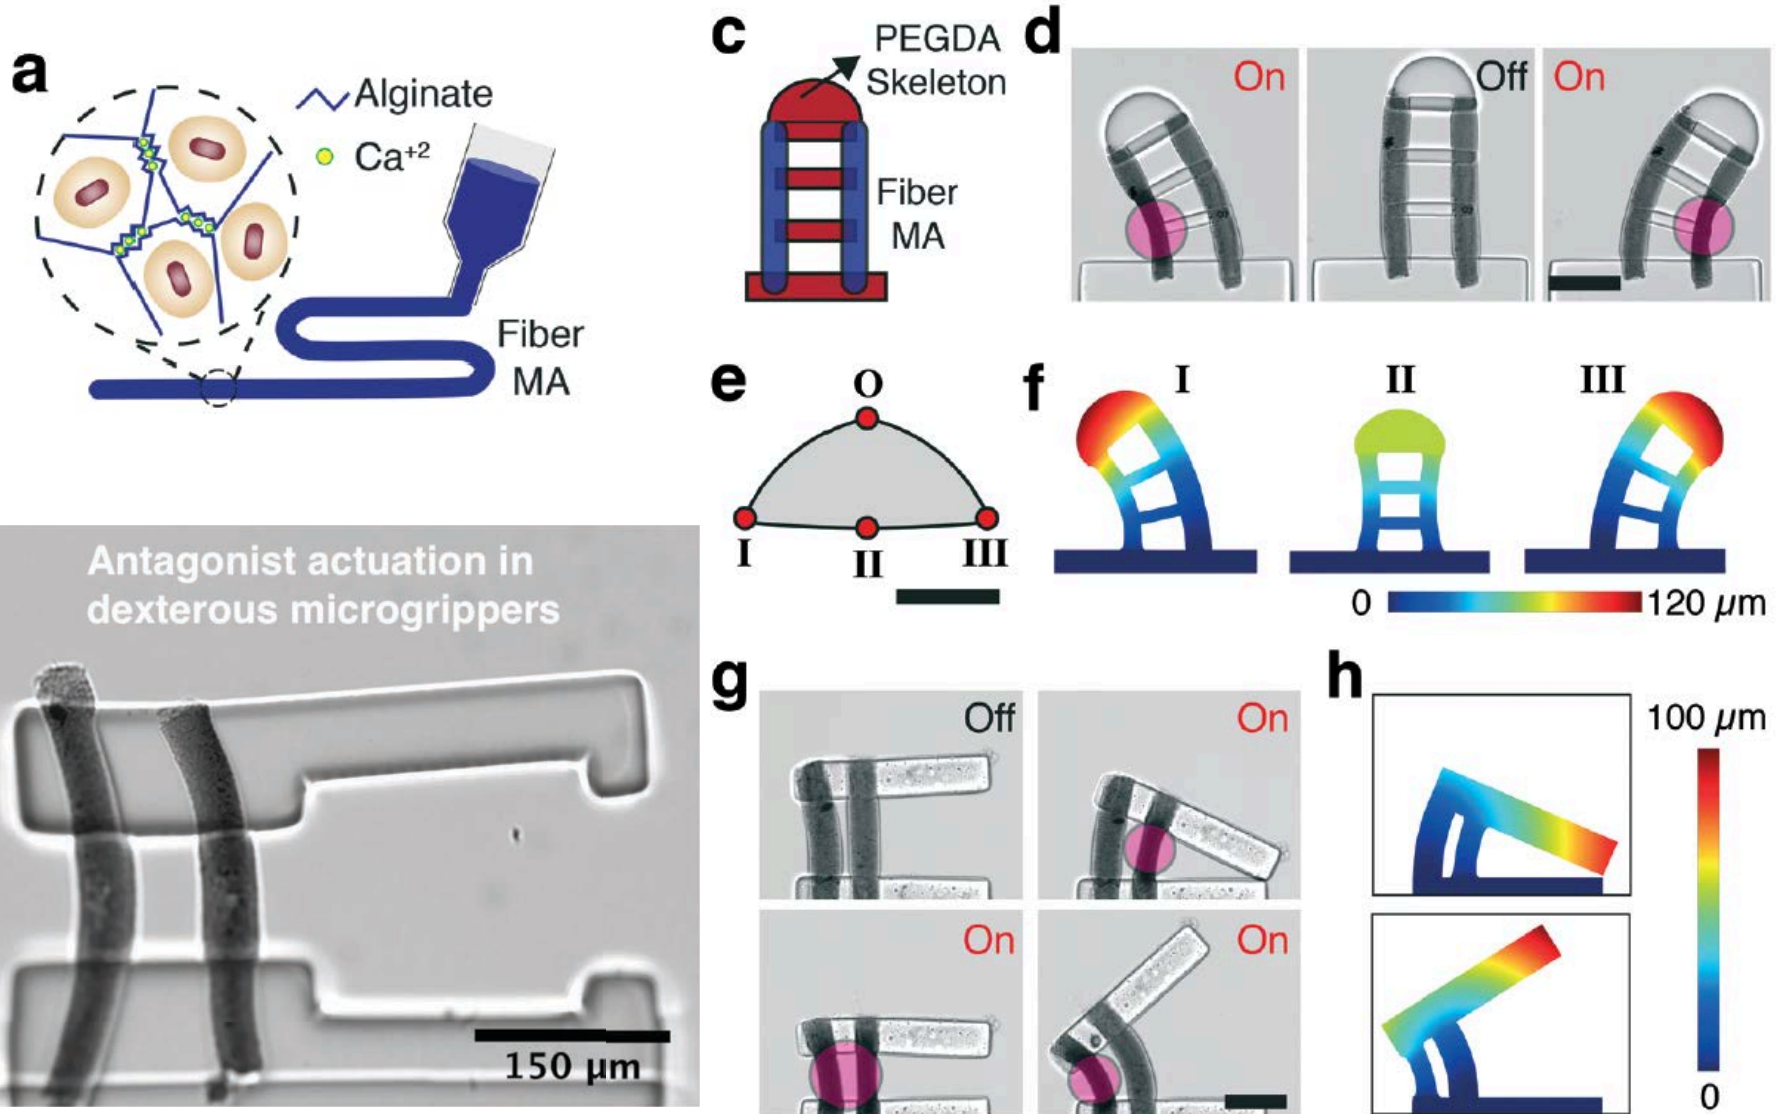 a
Alginate
Ca+2
Fiber
MA
c
PEGDA
Skeleton
Fiber
MA
d
On
Off
On
e
O
I
II
III
f
I
II
III
0
120 µm
Antagonist actuation in
dexterous microgrippers
150 µm
g
Off
On
On
On
h
100 µm
0